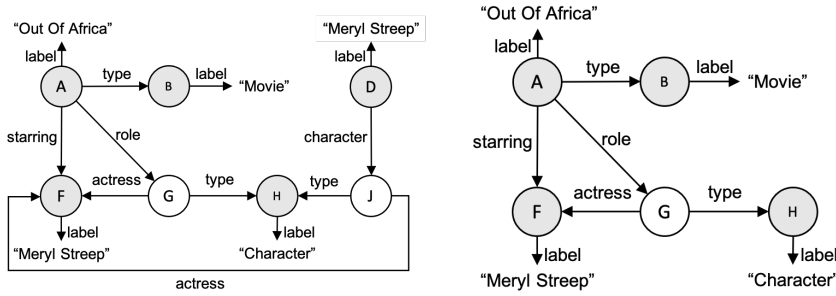 "Out Of Africa"
"Meryl Streep"
label
label
A
type
B
label
"Movie"
D
starring
role
character
F
actress
G
type
H
type
J
label
label
"Meryl Streep"
"Character"
actress
"Out Of Africa"
label
A
type
B
label
"Movie"
starring
role
F
actress
G
type
H
label
label
"Meryl Streep"
"Character"